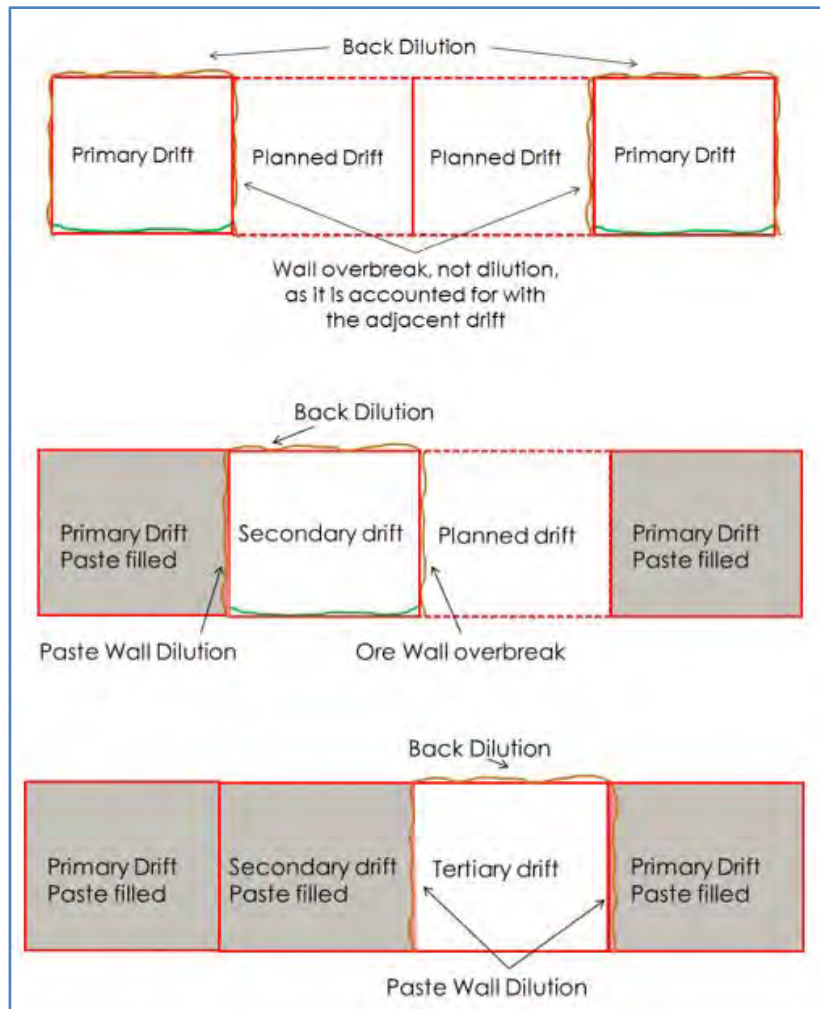 Back Dilution
Primary Drift
Planned Drift
Planned Drift
Primary Drift
Wall overbreak, not dilution,
as it is accounted for with
the adjacent drift
Back Dilution
Primary Drift
Paste filled
Secondary drift
Planned drift
Primary Drift
Paste filled
Paste Wall Dilution
Ore Wall overbreak
Back Dilution
Primary Drift
Paste filled
Secondary drift
Paste filled
Tertiary drift
Primary Drift
Paste filled
Paste Wall Dilution